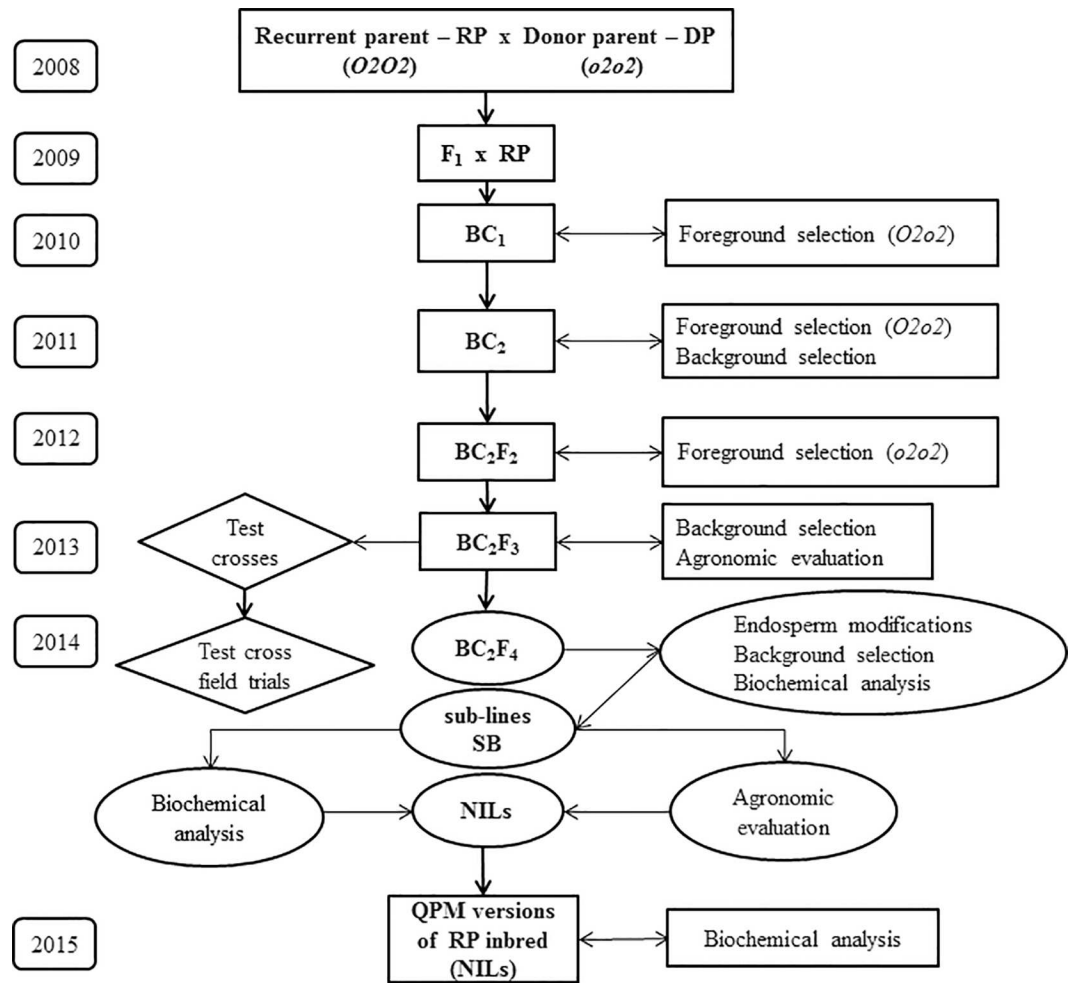 2008
Recurrent parent – RP x Donor parent – DP
(O2O2) (o2o2)
2009
F1 x RP
2010
BC1
Foreground selection (O2o2)
2011
BC2
Foreground selection (O2o2)
Background selection
2012
BC2F2
Foreground selection (o2o2)
2013
Test
crosses
BC2F3
Background selection
Agronomic evaluation
2014
Test cross
field trials
BC2F4
Endosperm modifications
Background selection
Biochemical analysis
sub-lines
SB
Biochemical
analysis
NILs
Agronomic
evaluation
2015
QPM versions
of RP inbred
(NILs)
Biochemical analysis